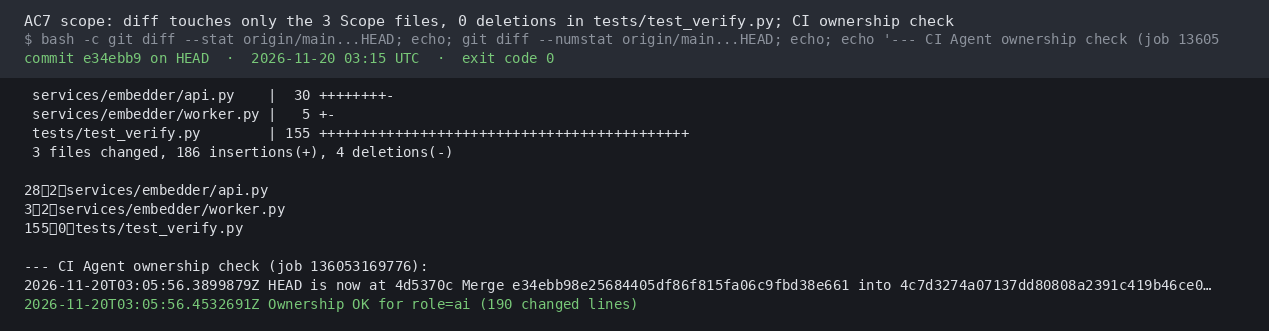 AC7 scope: diff touches only the 3 Scope files, 0 deletions in tests/test_verify.py; CI ownership check
$ bash -c git diff --stat origin/main...HEAD; echo; git diff --numstat origin/main...HEAD; echo; echo '--- CI Agent ownership check (job 13605
commit e34ebb9 on HEAD · 2026-11-20 03:15 UTC · exit code 0
services/embedder/api.py | 30 ++++++++-
services/embedder/worker.py | 5 +-
tests/test_verify.py | 155 ++++++++++++++++++++++++++++++++++++++++++++
3 files changed, 186 insertions(+), 4 deletions(-)
28▯2▯services/embedder/api.py
3▯2▯services/embedder/worker.py
155▯0▯tests/test_verify.py
--- CI Agent ownership check (job 136053169776):
2026-11-20T03:05:56.3899879Z HEAD is now at 4d5370c Merge e34ebb98e25684405df86f815fa06c9fbd38e661 into 4c7d3274a07137dd80808a2391c419b46ce0…
2026-11-20T03:05:56.4532691Z Ownership OK for role=ai (190 changed lines)